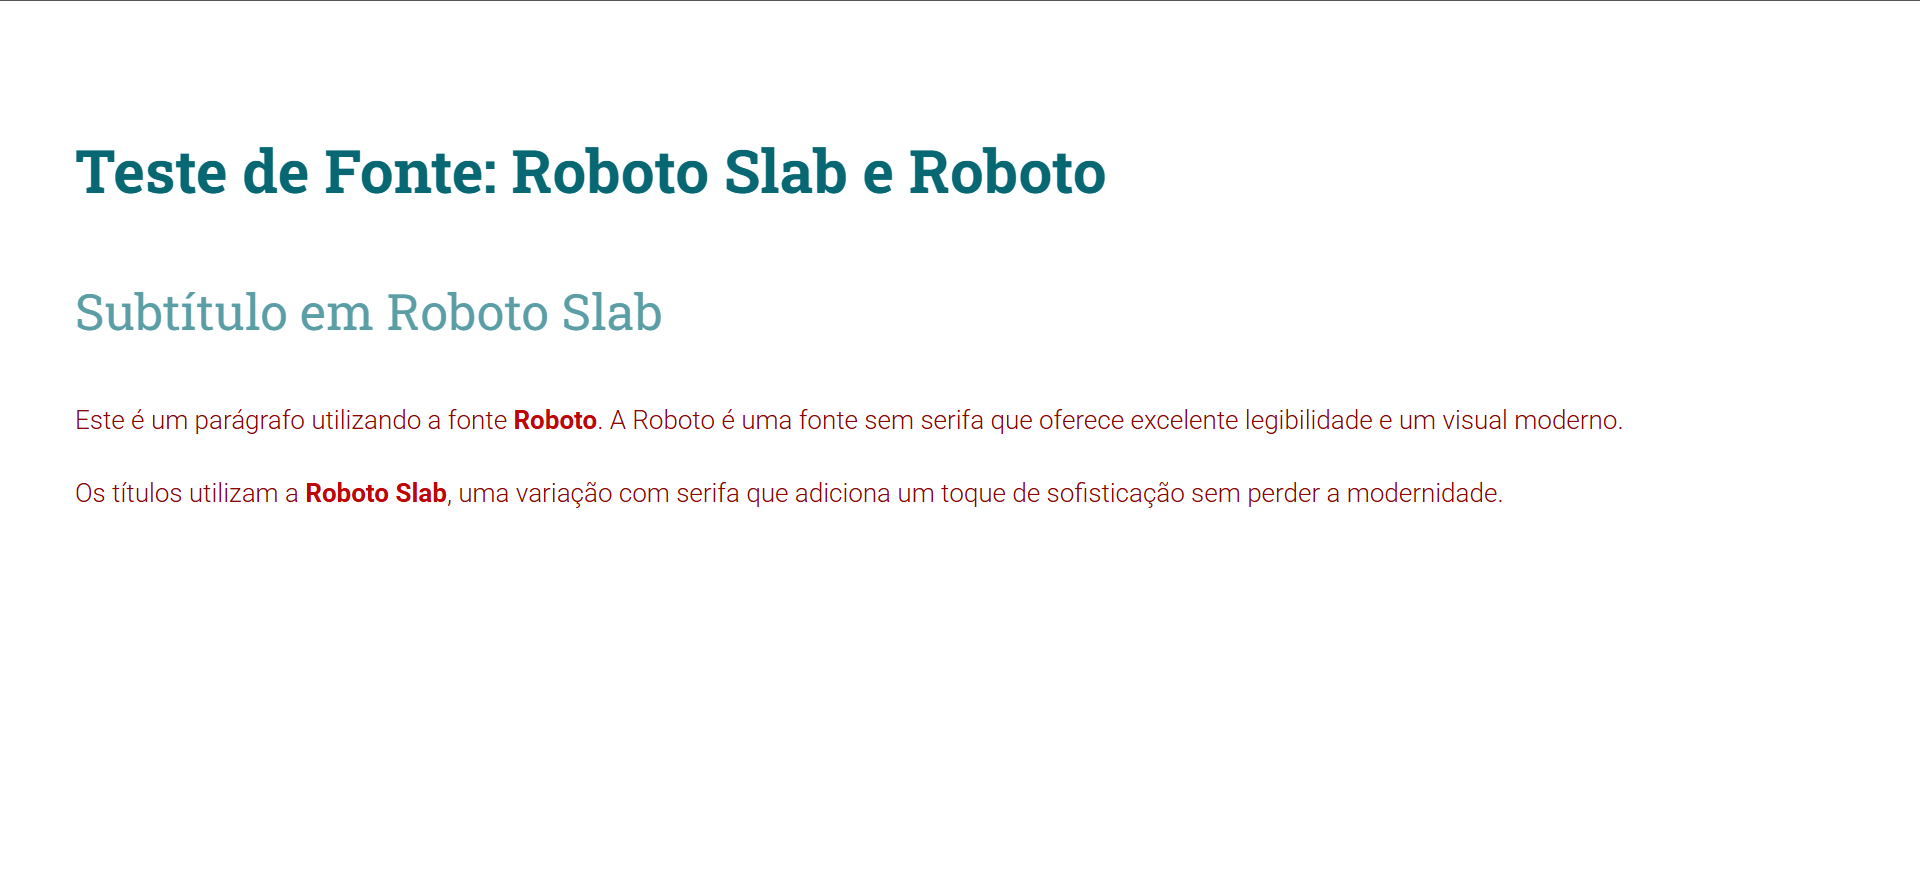 Teste de Fonte: Roboto Slab e Roboto
Subtítulo em Roboto Slab
Este é um parágrafo utilizando a fonte Roboto. A Roboto é uma fonte sem serifa que oferece excelente legibilidade e um visual moderno.
Os títulos utilizam a Roboto Slab, uma variação com serifa que adiciona um toque de sofisticação sem perder a modernidade.